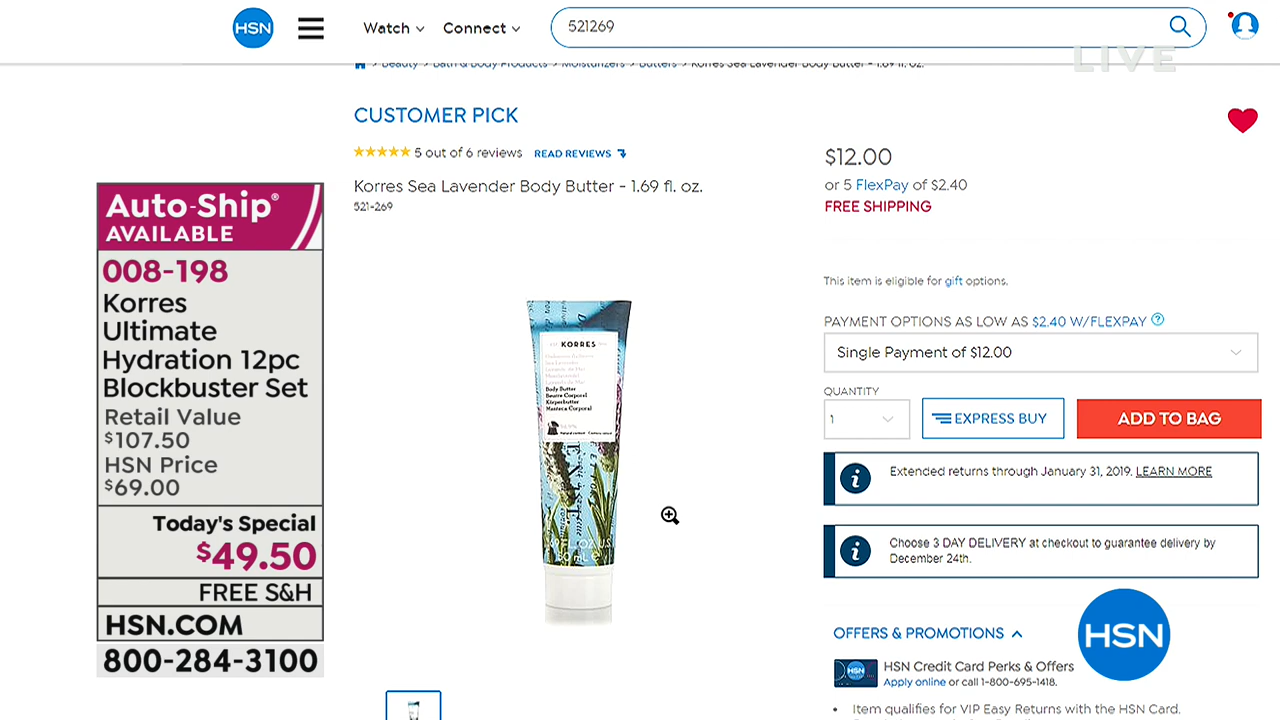 HSN
Watch
Connect
521269
LIVE
> Beauty > Bath & Body Products > Moisturizers > Butters > Korres Sea Lavender Body Butter - 1.69 fl. oz.
CUSTOMER PICK
5 out of 6 reviews READ REVIEWS
Korres Sea Lavender Body Butter - 1.69 fl. oz.
521-269
$12.00
or 5 FlexPay of $2.40
FREE SHIPPING
This item is eligible for gift options.
PAYMENT OPTIONS AS LOW AS $2.40 W/FLEXPAY ?
Single Payment of $12.00
QUANTITY
1
EXPRESS BUY
ADD TO BAG
i
Extended returns through January 31, 2019. LEARN MORE
i
Choose 3 DAY DELIVERY at checkout to guarantee delivery by
December 24th.
OFFERS & PROMOTIONS
HSN
HSN
HSN Credit Card Perks & Offers
Apply online or call 1-800-695-1418.
• Item qualifies for VIP Easy Returns with the HSN Card.
Auto-Ship®
AVAILABLE
008-198
Korres
Ultimate
Hydration 12pc
Blockbuster Set
Retail Value
$107.50
HSN Price
$69.00
Today's Special
$49.50
FREE S&H
HSN.COM
800-284-3100
KORRES
Body Butter
Beurre Corporel
Körperbutter
Manteca Corporal